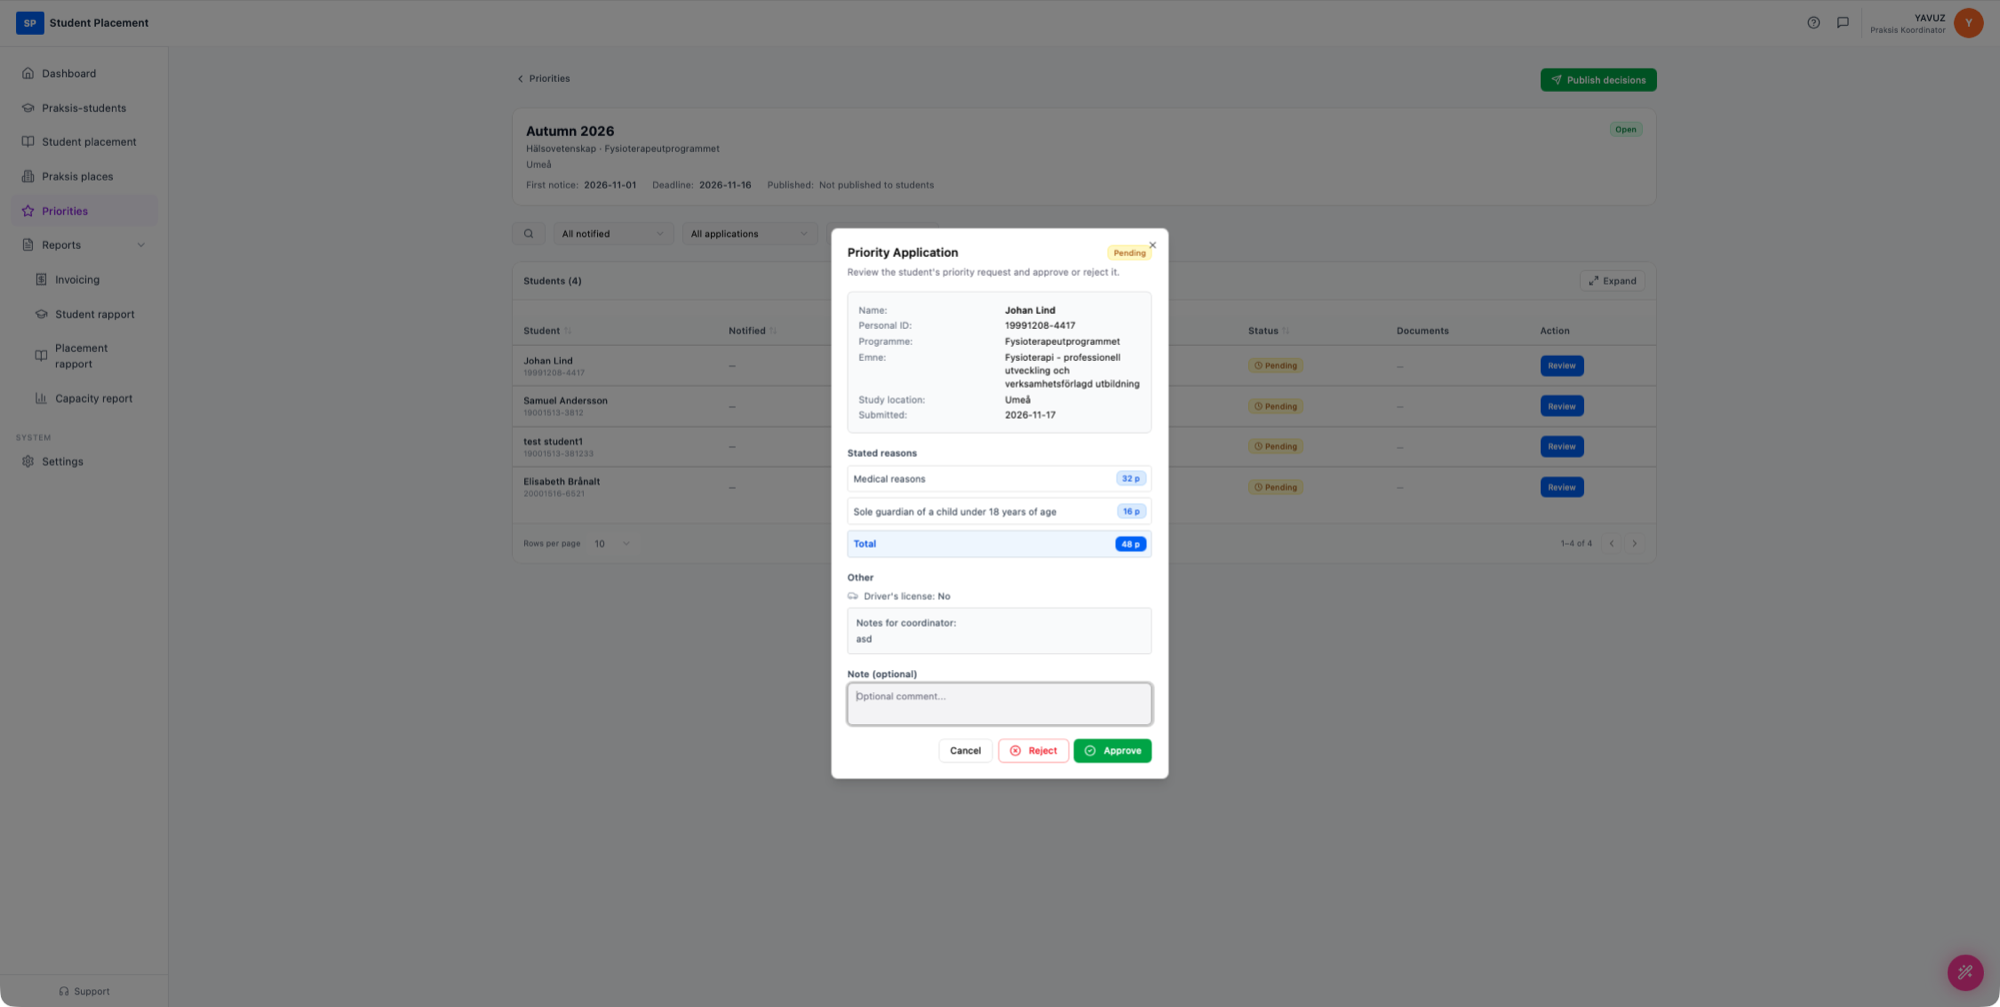 SP Student Placement
YAVUZ
Praksis Koordinator
Y
Dashboard
Praksis-students
Student placement
Praksis places
Priorities
Reports
Invoicing
Student rapport
Placement
rapport
Capacity report
SYSTEM
Settings
Support
Priorities
Publish decisions
Autumn 2026
Open
Hälsovetenskap · Fysioterapeutprogrammet
Umeå
First notice: 2026-11-01 Deadline: 2026-11-16 Published: Not published to students
All notified
All applications
Students (4)
Expand
Student Notified Status Documents Action
Johan Lind
19991208-4417
— Pending — Review
Samuel Andersson
19001513-3812
— Pending — Review
test student1
19001513-381233
— Pending — Review
Elisabeth Brånalt
20001516-6521
— Pending — Review
Rows per page 10
1–4 of 4
Priority Application
Pending
Review the student's priority request and approve or reject it.
Name: Johan Lind
Personal ID: 19991208-4417
Programme: Fysioterapeutprogrammet
Emne: Fysioterapi - professionell
utveckling och
verksamhetsförlagd utbildning
Study location: Umeå
Submitted: 2026-11-17
Stated reasons
Medical reasons 32 p
Sole guardian of a child under 18 years of age 16 p
Total 48 p
Other
Driver's license: No
Notes for coordinator:
asd
Note (optional)
Optional comment...
Cancel
Reject
Approve